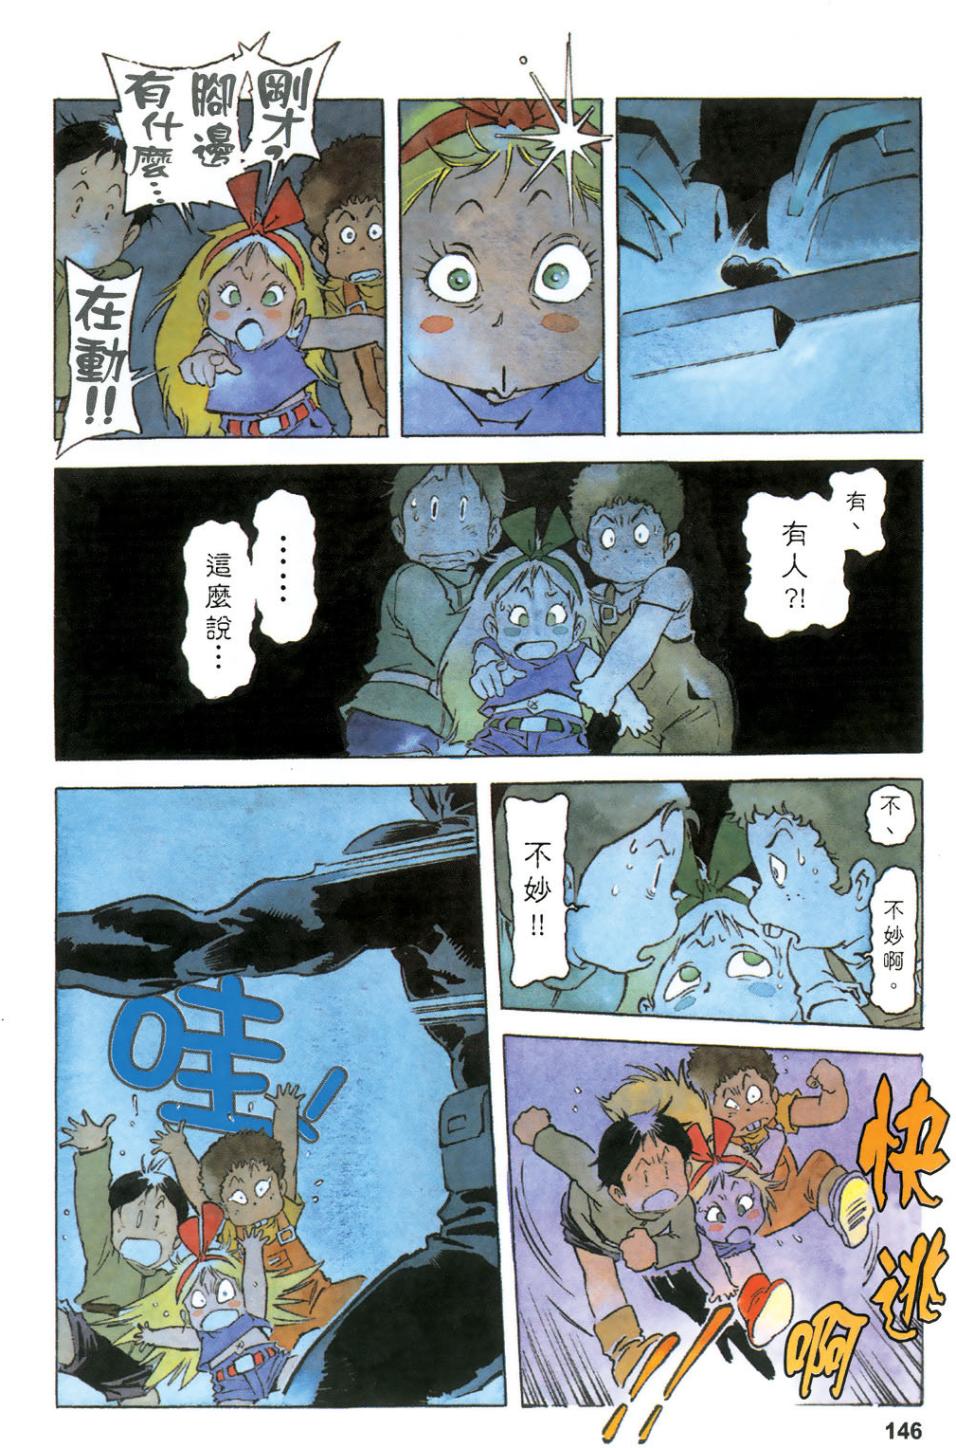 剛才，
腳邊
有什麼…
在動!!
有、
有人?!
……
這麼說…
不、
不妙啊。
不妙!!
快逃啊!!
哇!
146